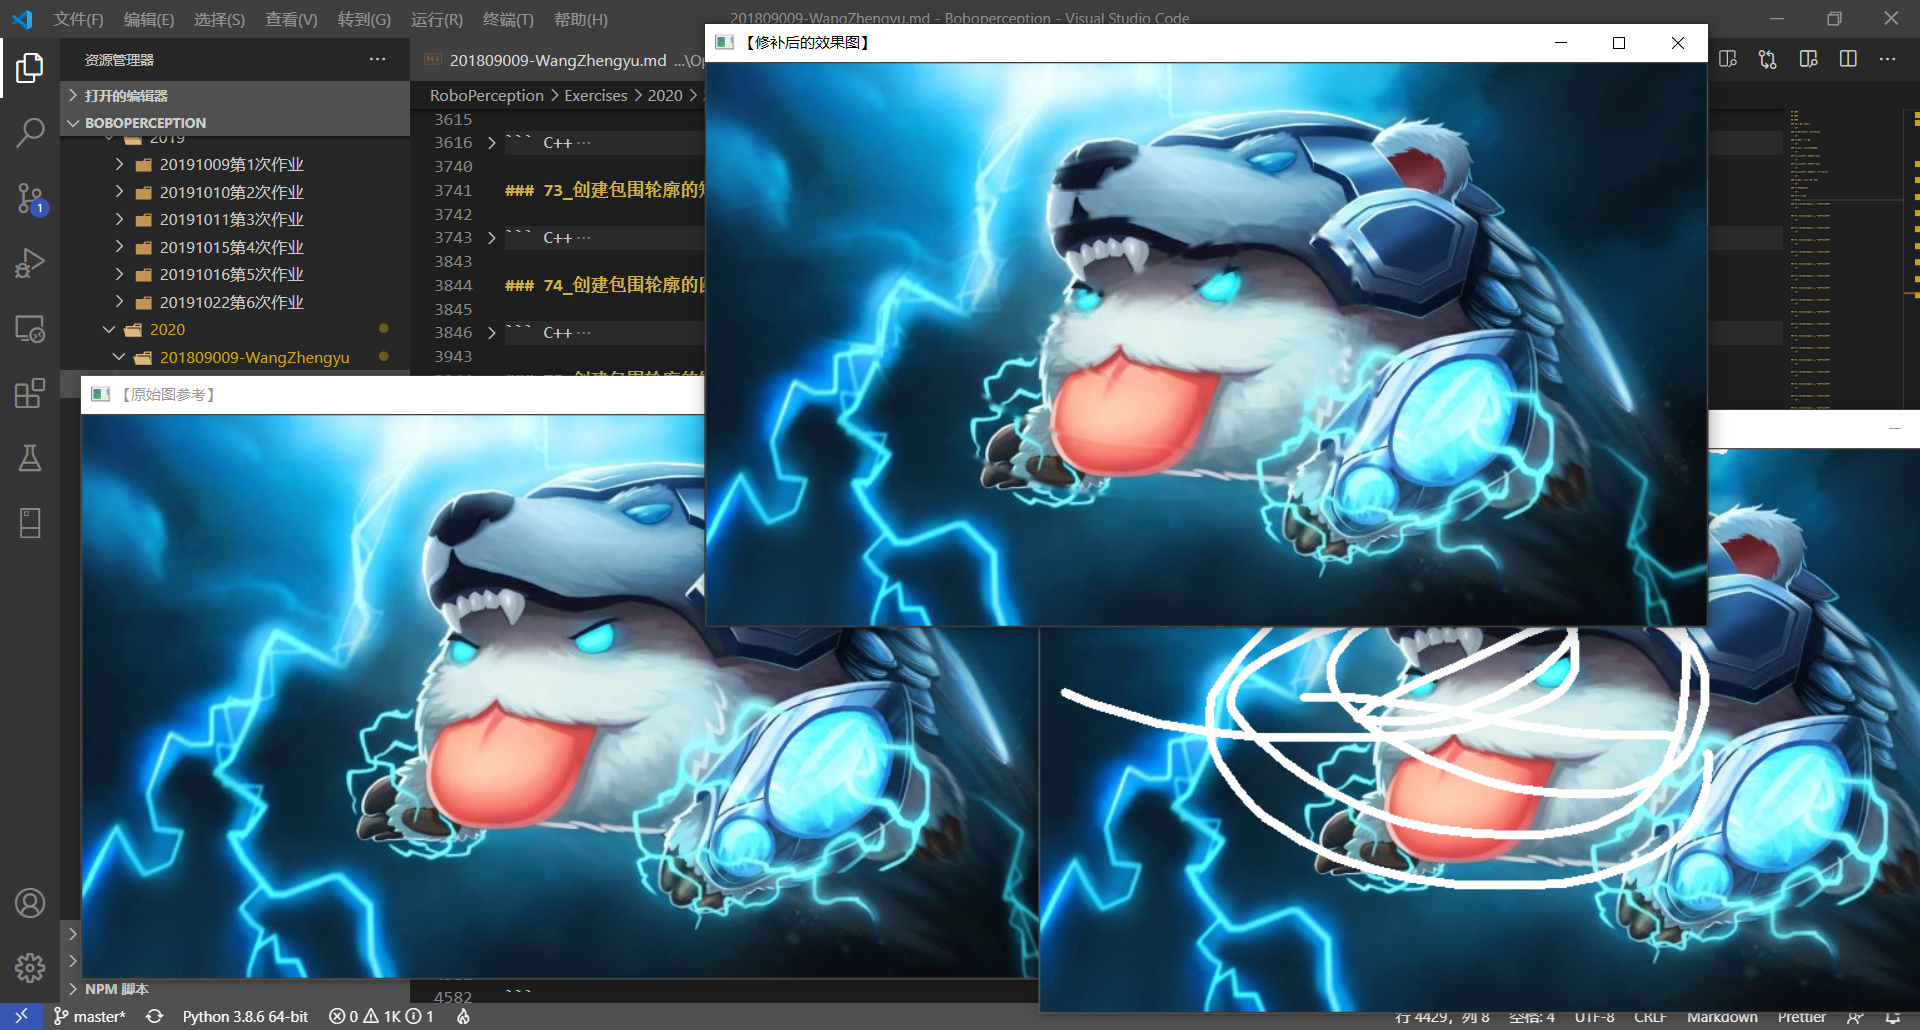 文件(F) 编辑(E) 选择(S) 查看(V) 转到(G) 运行(R) 终端(T) 帮助(H)
201809009-WangZhengyu.md - Boboperception - Visual Studio Code
资源管理器
打开的编辑器
BOBOPERCEPTION
2019
20191009第1次作业
20191010第2次作业
20191011第3次作业
20191015第4次作业
20191016第5次作业
20191022第6次作业
2020
201809009-WangZhengyu
NPM 脚本
1
201809009-WangZhengyu.md
RoboPerception > Exercises > 2020 >
3615
3616 ``` C++ ···
3740
3741 ### 73_创建包围轮廓的
3742
3743 ``` C++ ···
3843
3844 ### 74_创建包围轮廓的
3845
3846 ``` C++ ···
3943
4582 ```
【修补后的效果图】
【原始图参考】
master* Python 3.8.6 64-bit 0 1K 1
行 4429，列 8 空格: 4 UTF-8 CRLF Markdown Prettier